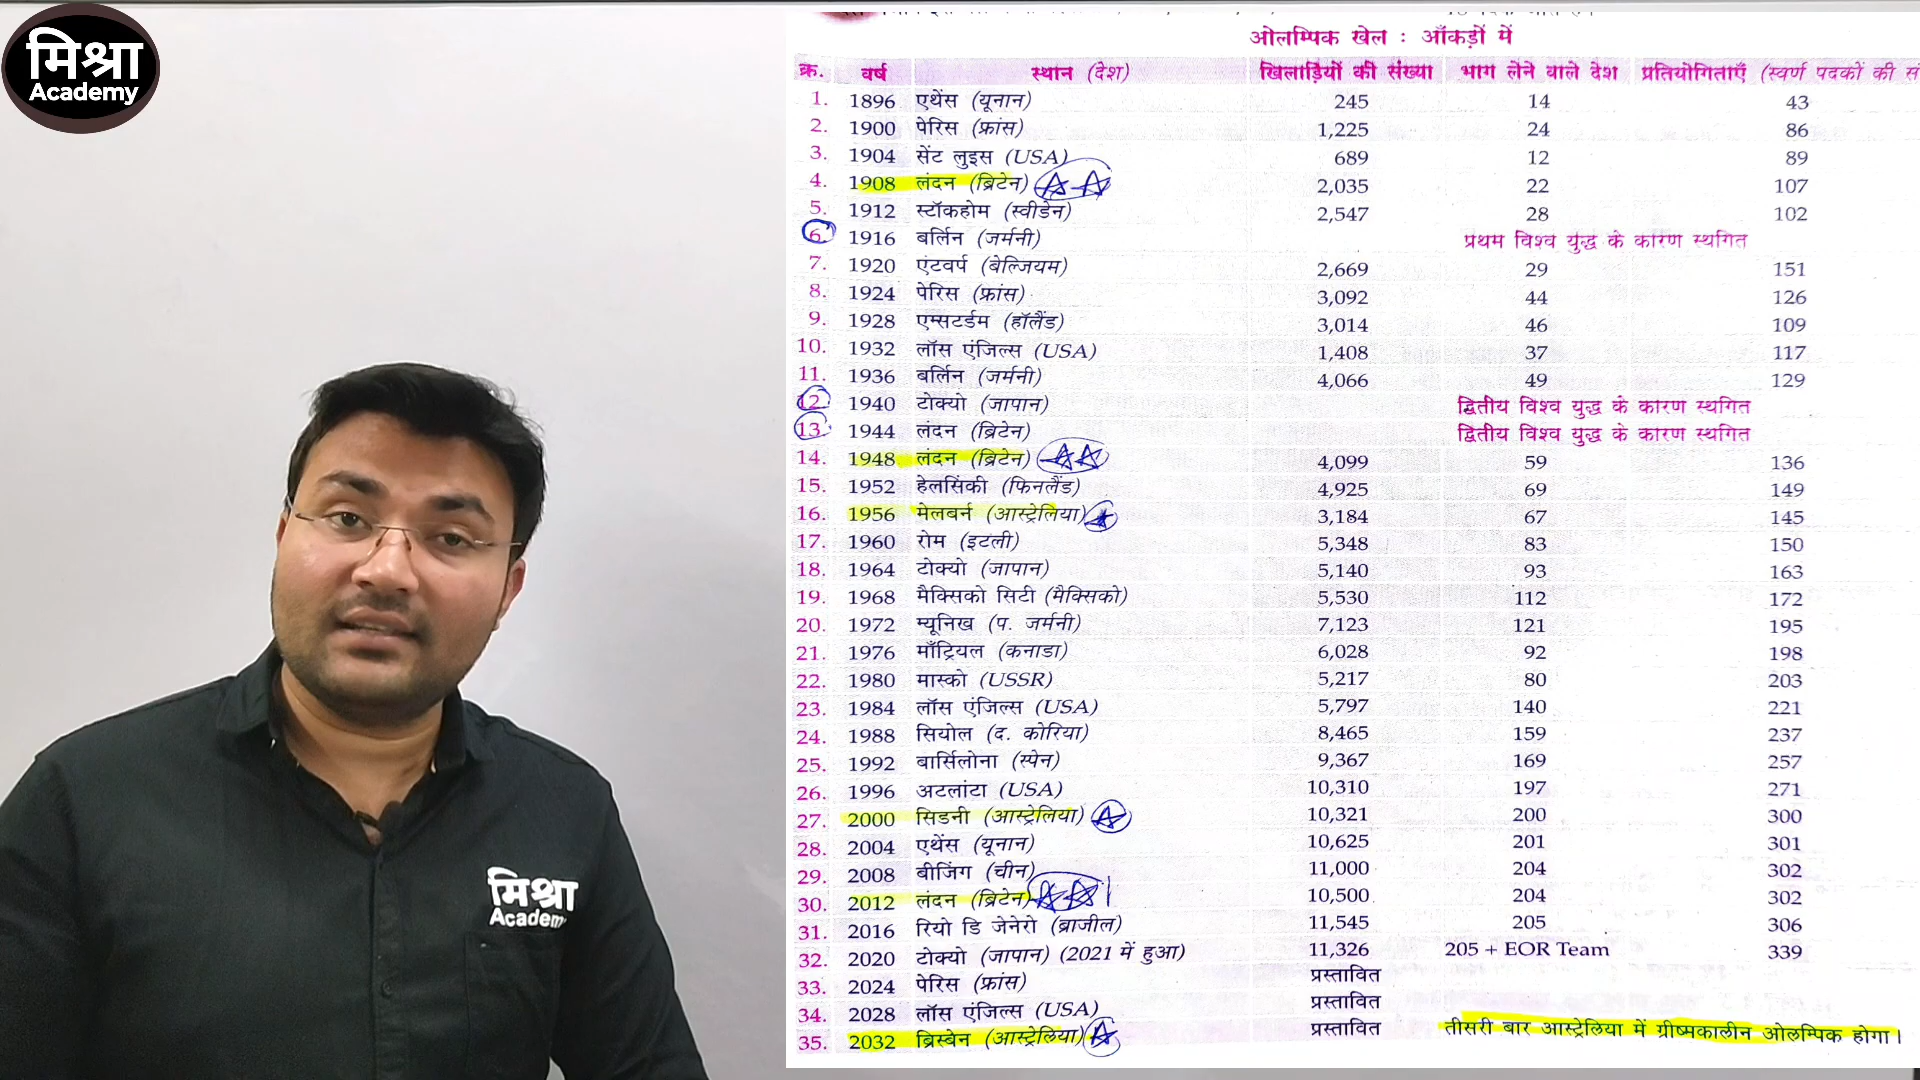 मिश्रा
Academy
ओलम्पिक खेल : आँकड़ों में
क्र. वर्ष स्थान (देश) खिलाड़ियों की संख्या भाग लेने वाले देश प्रतियोगिताएँ (स्वर्ण पदकों की
1. 1896 एथेंस (यूनान) 245 14 43
2. 1900 पेरिस (फ्रांस) 1,225 24 86
3. 1904 सेंट लुइस (USA) 689 12 89
4. 1908 लंदन (ब्रिटेन) 2,035 22 107
5. 1912 स्टॉकहोम (स्वीडेन) 2,547 28 102
6. 1916 बर्लिन (जर्मनी) प्रथम विश्व युद्ध के कारण स्थगित
7. 1920 एंटवर्प (बेल्जियम) 2,669 29 151
8. 1924 पेरिस (फ्रांस) 3,092 44 126
9. 1928 एम्सटर्डम (हॉलैंड) 3,014 46 109
10. 1932 लॉस एंजिल्स (USA) 1,408 37 117
11. 1936 बर्लिन (जर्मनी) 4,066 49 129
12. 1940 टोक्यो (जापान) द्वितीय विश्व युद्ध के कारण स्थगित
13. 1944 लंदन (ब्रिटेन) द्वितीय विश्व युद्ध के कारण स्थगित
14. 1948 लंदन (ब्रिटेन) 4,099 59 136
15. 1952 हेलसिंकी (फिनलैंड) 4,925 69 149
16. 1956 मेलबर्न (आस्ट्रेलिया) 3,184 67 145
17. 1960 रोम (इटली) 5,348 83 150
18. 1964 टोक्यो (जापान) 5,140 93 163
19. 1968 मैक्सिको सिटी (मैक्सिको) 5,530 112 172
20. 1972 म्यूनिख (प. जर्मनी) 7,123 121 195
21. 1976 मॉंट्रियल (कनाडा) 6,028 92 198
22. 1980 मास्को (USSR) 5,217 80 203
23. 1984 लॉस एंजिल्स (USA) 5,797 140 221
24. 1988 सियोल (द. कोरिया) 8,465 159 237
25. 1992 बार्सिलोना (स्पेन) 9,367 169 257
26. 1996 अटलांटा (USA) 10,310 197 271
27. 2000 सिडनी (आस्ट्रेलिया) 10,321 200 300
28. 2004 एथेंस (यूनान) 10,625 201 301
29. 2008 बीजिंग (चीन) 11,000 204 302
30. 2012 लंदन (ब्रिटेन) 10,500 204 302
31. 2016 रियो डि जेनेरो (ब्राजील) 11,545 205 306
32. 2020 टोक्यो (जापान) (2021 में हुआ) 11,326 205 + EOR Team 339
33. 2024 पेरिस (फ्रांस) प्रस्तावित
34. 2028 लॉस एंजिल्स (USA) प्रस्तावित
35. 2032 ब्रिस्बेन (आस्ट्रेलिया) प्रस्तावित तीसरी बार आस्ट्रेलिया में ग्रीष्मकालीन ओलम्पिक होगा।
मिश्रा
Academy